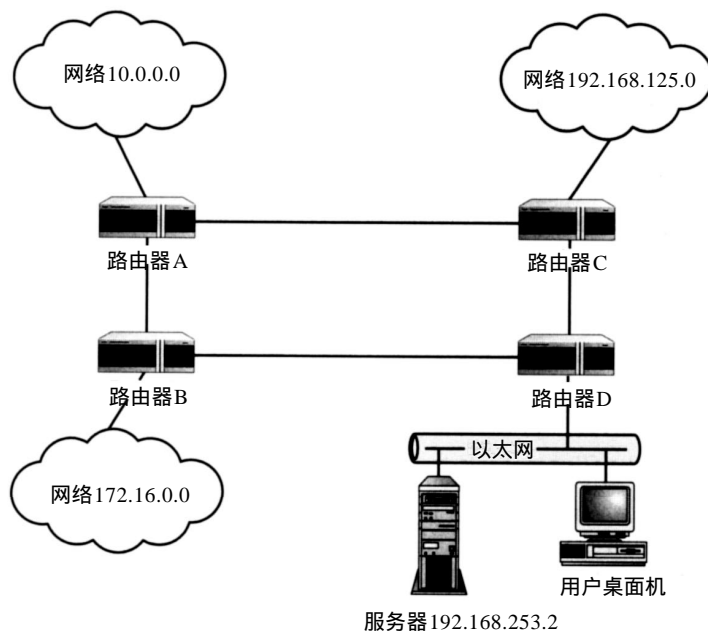 网络10.0.0.0
网络192.168.125.0
路由器A
路由器C
路由器B
路由器D
以太网
网络172.16.0.0
用户桌面机
服务器192.168.253.2